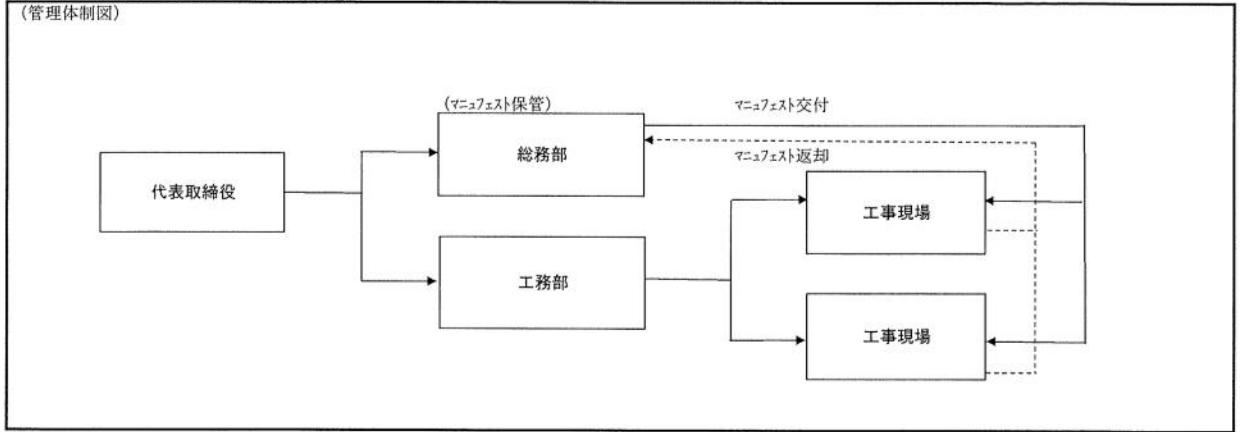 (管理体制図)
(ﾏﾆｭﾌｪｽﾄ保管)
ﾏﾆｭﾌｪｽﾄ交付
総務部
ﾏﾆｭﾌｪｽﾄ返却
代表取締役
工事現場
工務部
工事現場